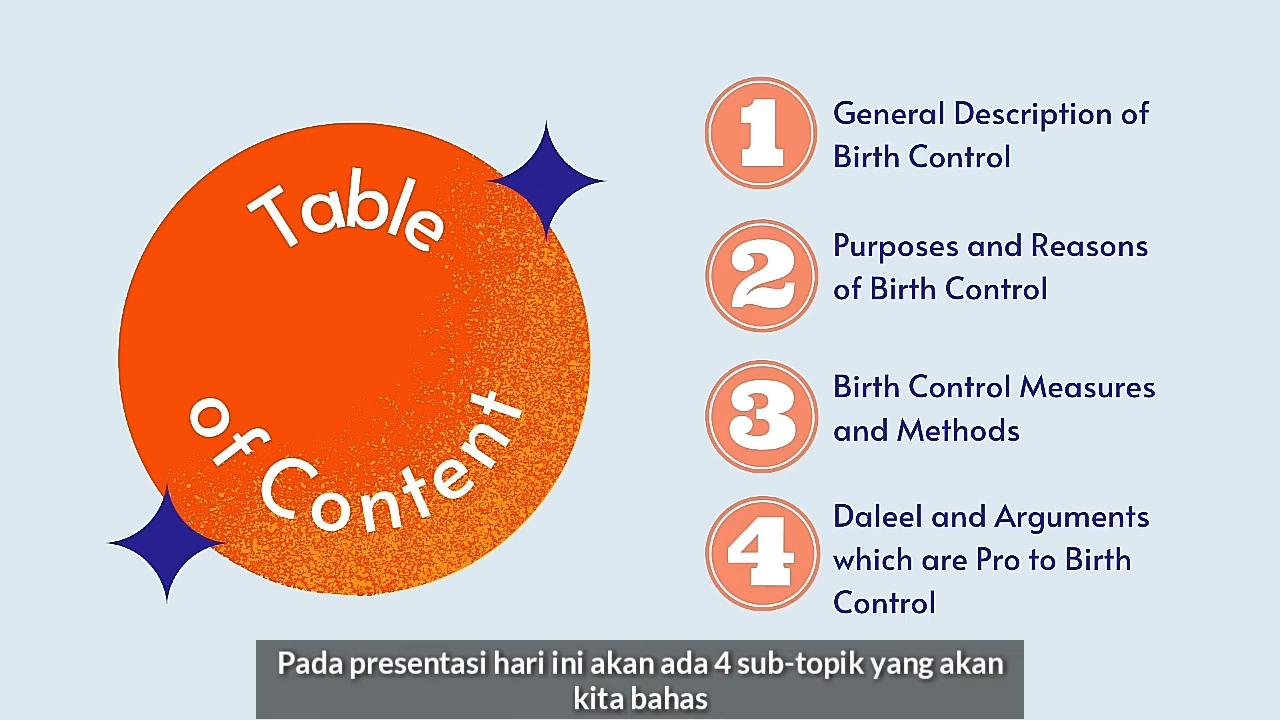 Table
of Content
1
General Description of
Birth Control
2
Purposes and Reasons
of Birth Control
3
Birth Control Measures
and Methods
4
Daleel and Arguments
which are Pro to Birth
Control
Pada presentasi hari ini akan ada 4 sub-topik yang akan
kita bahas